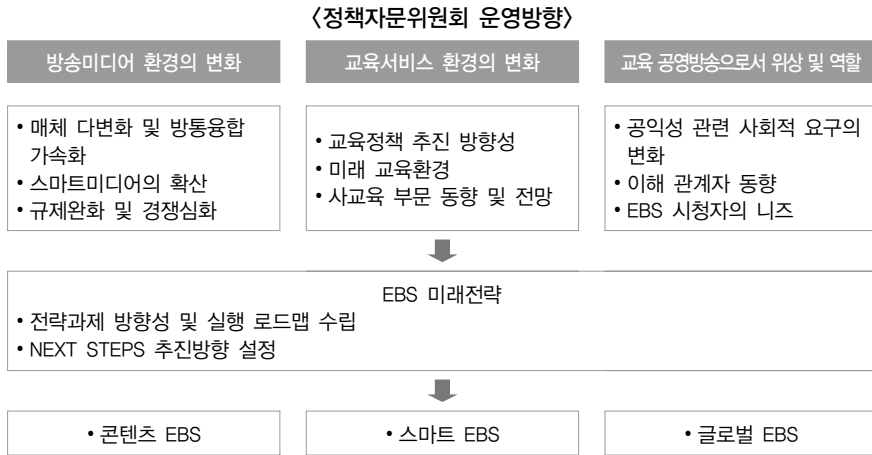 〈정책자문위원회 운영방향〉
방송미디어 환경의 변화
교육서비스 환경의 변화
교육 공영방송으로서 위상 및 역할
• 매체 다변화 및 방통융합
가속화
• 스마트미디어의 확산
• 규제완화 및 경쟁심화
• 교육정책 추진 방향성
• 미래 교육환경
• 사교육 부문 동향 및 전망
• 공익성 관련 사회적 요구의
변화
• 이해 관계자 동향
• EBS 시청자의 니즈
EBS 미래전략
• 전략과제 방향성 및 실행 로드맵 수립
• NEXT STEPS 추진방향 설정
• 콘텐츠 EBS
• 스마트 EBS
• 글로벌 EBS